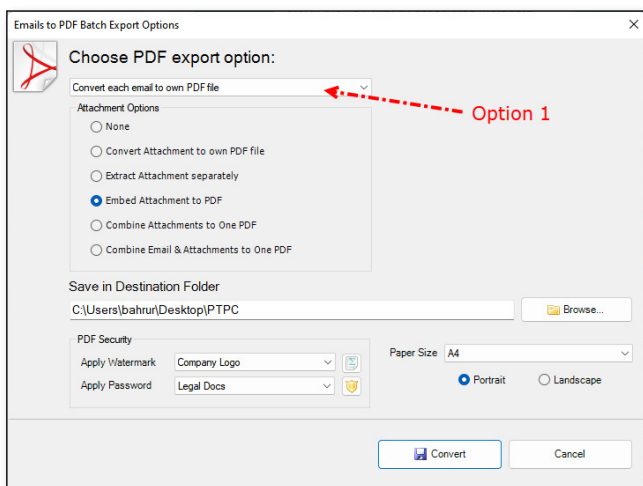 Emails to PDF Batch Export Options
Choose PDF export option:
Convert each email to own PDF file
Option 1
Attachment Options
None
Convert Attachment to own PDF file
Extract Attachment separately
Embed Attachment to PDF
Combine Attachments to One PDF
Combine Email & Attachments to One PDF
Save in Destination Folder
C:\Users\bahrur\Desktop\PTPC
Browse...
PDF Security
Apply Watermark Company Logo
Apply Password Legal Docs
Paper Size A4
Portrait Landscape
Convert Cancel